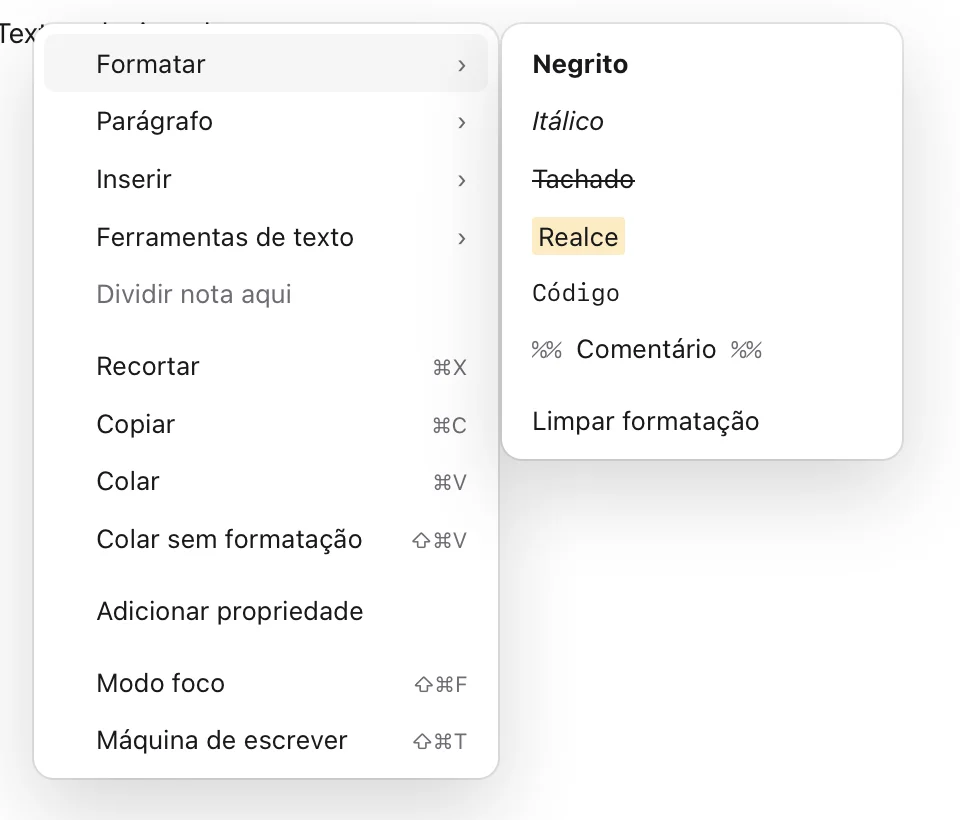 Formatar
Parágrafo
Inserir
Ferramentas de texto
Dividir nota aqui
Recortar ⌘X
Copiar ⌘C
Colar ⌘V
Colar sem formatação ⇧⌘V
Adicionar propriedade
Modo foco ⇧⌘F
Máquina de escrever ⇧⌘T
Negrito
Itálico
Tachado
Realce
Código
%% Comentário %%
Limpar formatação